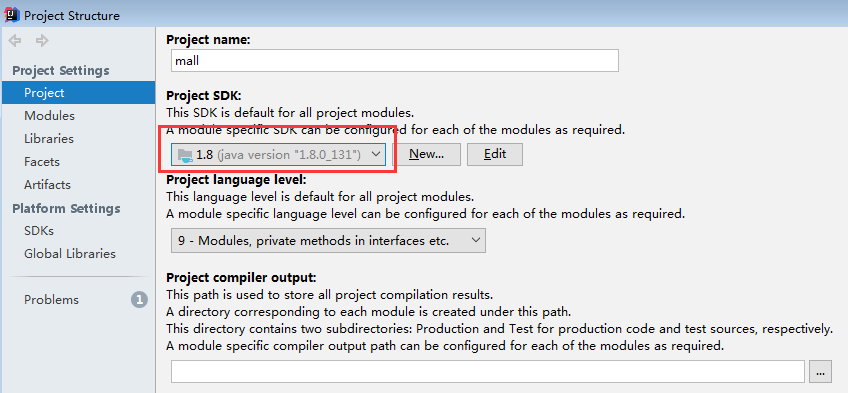 Project Structure
Project Settings
Project
Modules
Libraries
Facets
Artifacts
Platform Settings
SDKs
Global Libraries
Problems 1
Project name:
mall
Project SDK:
This SDK is default for all project modules.
A module specific SDK can be configured for each of the modules as required.
1.8 (java version "1.8.0_131") New... Edit
Project language level:
This language level is default for all project modules.
A module specific language level can be configured for each of the modules as required.
9 - Modules, private methods in interfaces etc.
Project compiler output:
This path is used to store all project compilation results.
A directory corresponding to each module is created under this path.
This directory contains two subdirectories: Production and Test for production code and test sources, respectively.
A module specific compiler output path can be configured for each of the modules as required.
...